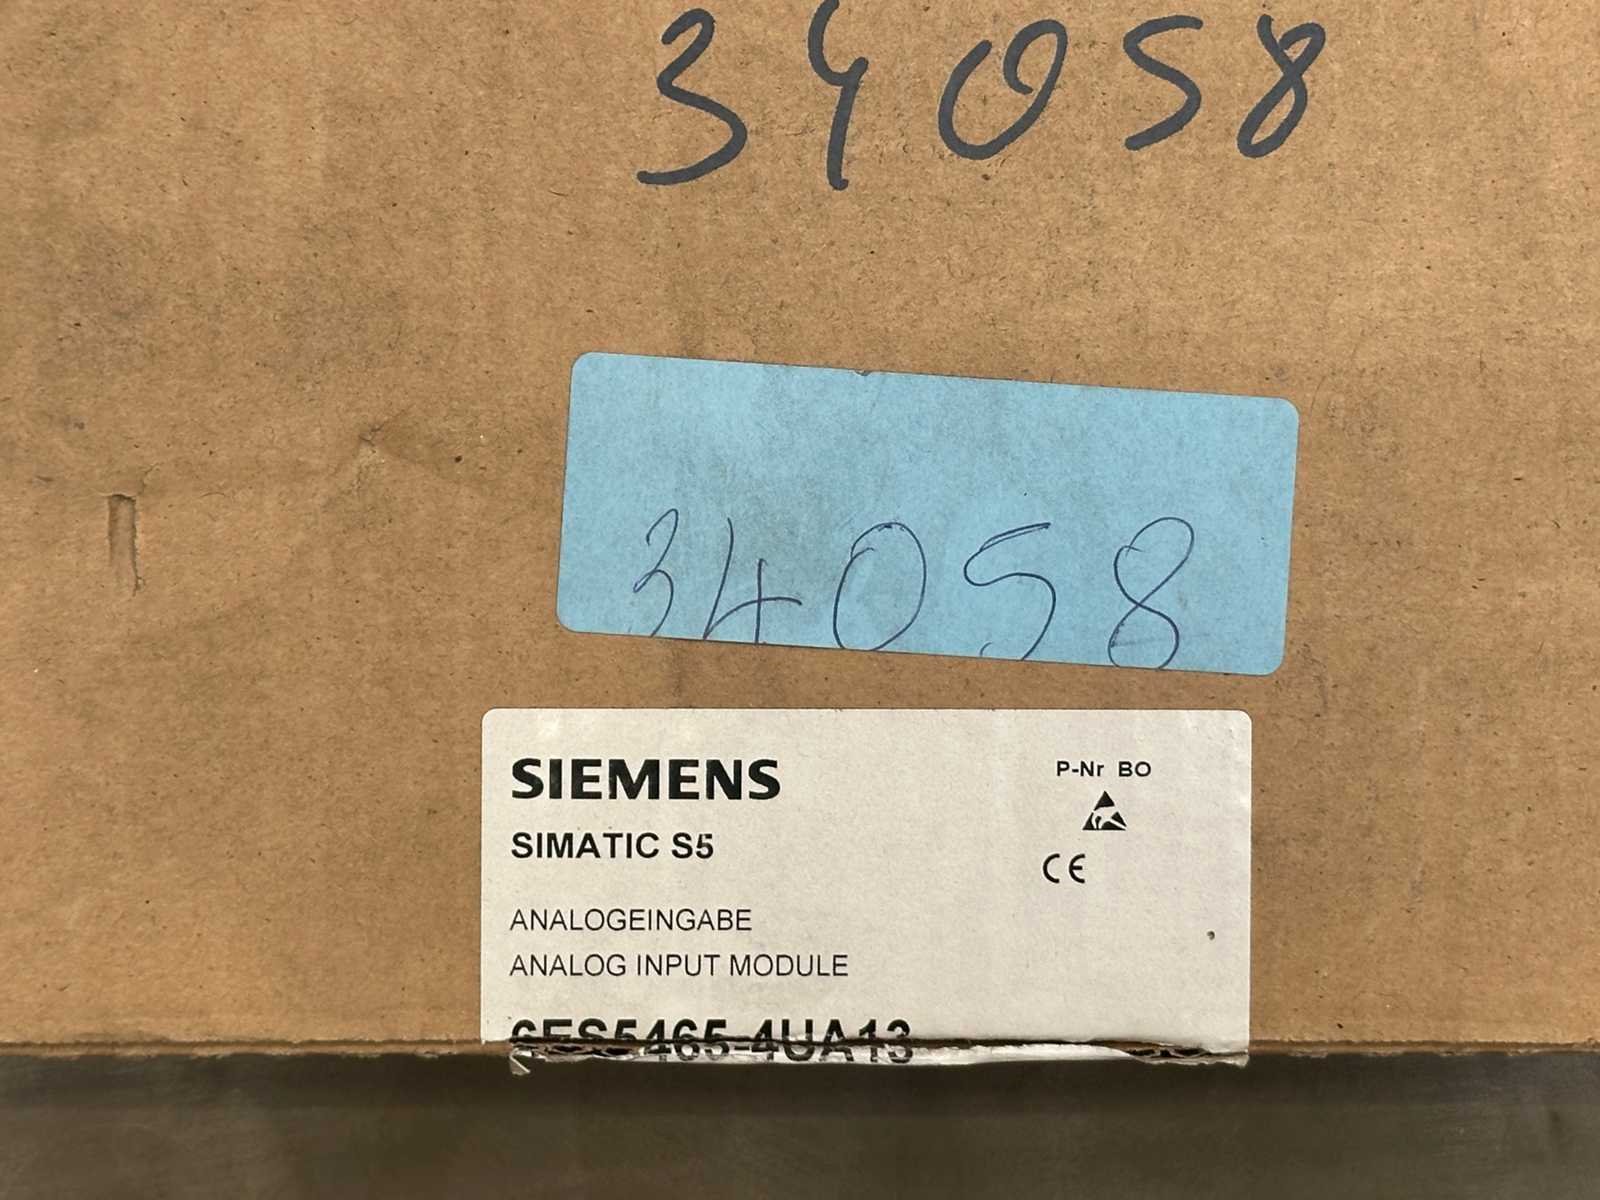 34058
34058
SIEMENS
P-Nr BO
SIMATIC S5
CE
ANALOGEINGABE
ANALOG INPUT MODULE
6ES5465-4UA13